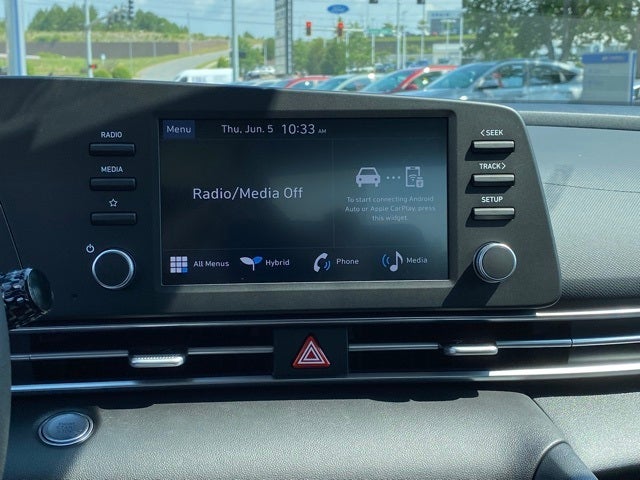 RADIO
MEDIA
Menu
Thu, Jun. 5 10:33 AM
Radio/Media Off
To start connecting Android
Auto or Apple CarPlay, press
this widget.
All Menus
Hybrid
Phone
Media
< SEEK
TRACK >
SETUP